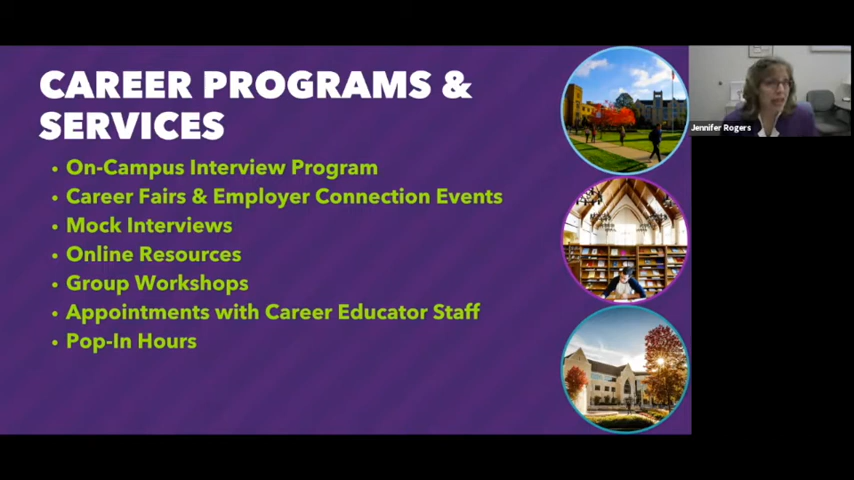 CAREER PROGRAMS &
SERVICES
• On-Campus Interview Program
• Career Fairs & Employer Connection Events
• Mock Interviews
• Online Resources
• Group Workshops
• Appointments with Career Educator Staff
• Pop-In Hours
Jennifer Rogers